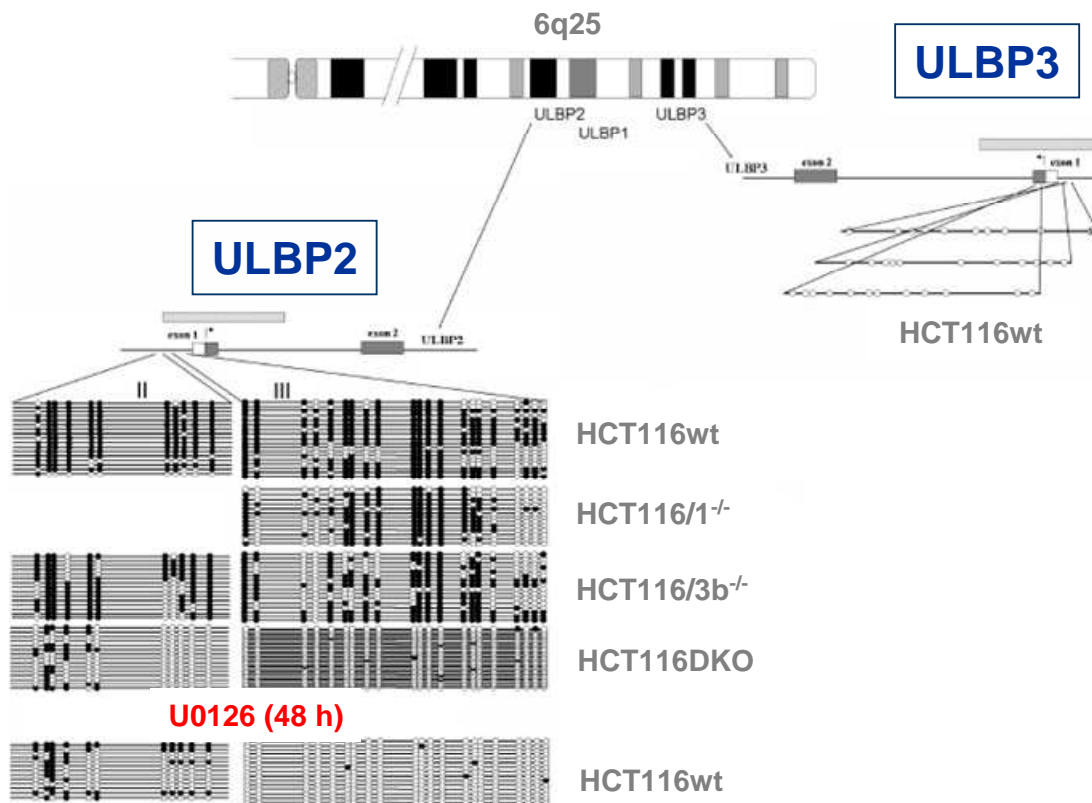 6q25
ULBP3
ULBP2
ULBP3
ULBP1
ULBP3
exon 2
exon 1
ULBP2
HCT116wt
exon 1
exon 2
ULBP2
II
III
HCT116wt
HCT116/1-/-
HCT116/3b-/-
HCT116DKO
U0126 (48 h)
HCT116wt